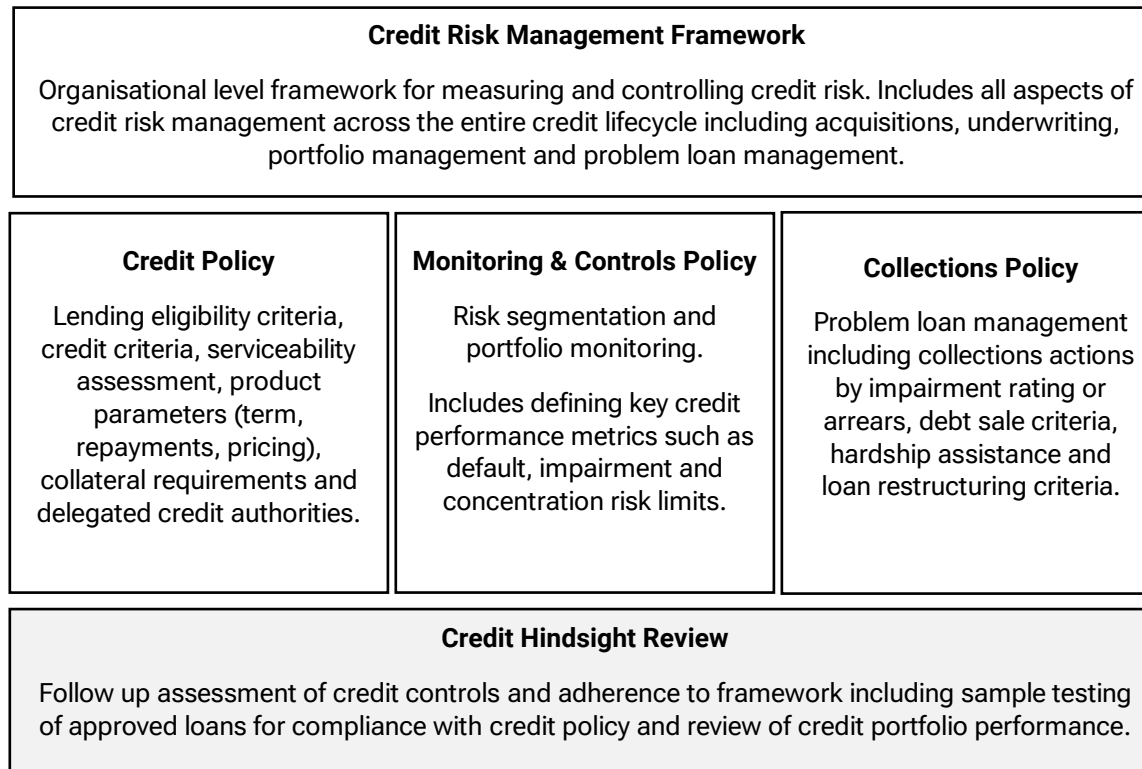 Credit Risk Management Framework
Organisational level framework for measuring and controlling credit risk. Includes all aspects of
credit risk management across the entire credit lifecycle including acquisitions, underwriting,
portfolio management and problem loan management.
Credit Policy
Lending eligibility criteria,
credit criteria, serviceability
assessment, product
parameters (term,
repayments, pricing),
collateral requirements and
delegated credit authorities.
Monitoring & Controls Policy
Risk segmentation and
portfolio monitoring.
Includes defining key credit
performance metrics such as
default, impairment and
concentration risk limits.
Collections Policy
Problem loan management
including collections actions
by impairment rating or
arrears, debt sale criteria,
hardship assistance and
loan restructuring criteria.
Credit Hindsight Review
Follow up assessment of credit controls and adherence to framework including sample testing
of approved loans for compliance with credit policy and review of credit portfolio performance.